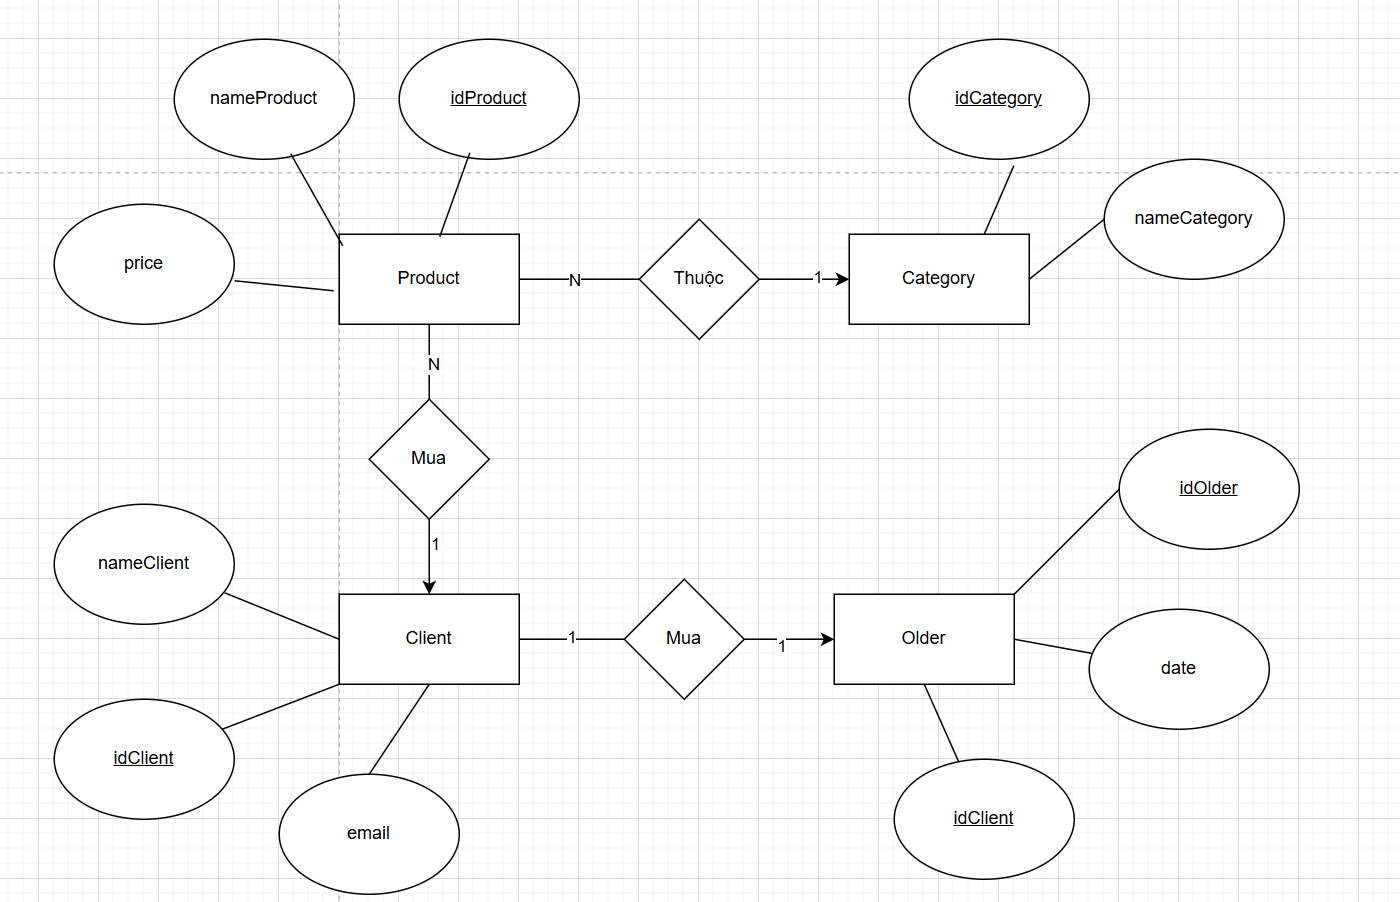 nameProduct
idProduct
idCategory
nameCategory
price
Product
N
Thuộc
1
Category
N
Mua
idOlder
1
nameClient
Client
1
Mua
1
Older
date
idClient
email
idClient